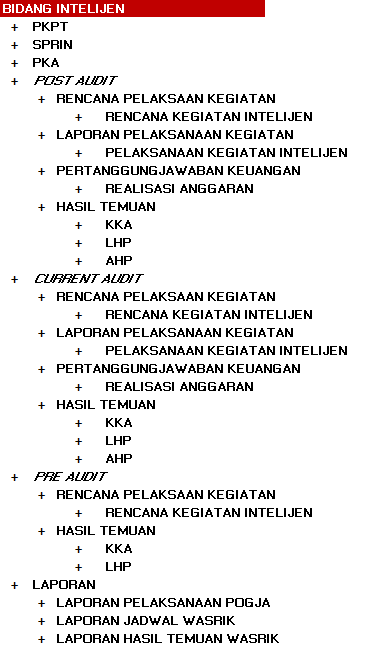 BIDANG INTELIJEN
+ PKPT
+ SPRIN
+ PKA
+ POST AUDIT
+ RENCANA PELAKSAAN KEGIATAN
+ RENCANA KEGIATAN INTELIJEN
+ LAPORAN PELAKSANAAN KEGIATAN
+ PELAKSANAAN KEGIATAN INTELIJEN
+ PERTANGGUNGJAWABAN KEUANGAN
+ REALISASI ANGGARAN
+ HASIL TEMUAN
+ KKA
+ LHP
+ AHP
+ CURRENT AUDIT
+ RENCANA PELAKSAAN KEGIATAN
+ RENCANA KEGIATAN INTELIJEN
+ LAPORAN PELAKSANAAN KEGIATAN
+ PELAKSANAAN KEGIATAN INTELIJEN
+ PERTANGGUNGJAWABAN KEUANGAN
+ REALISASI ANGGARAN
+ HASIL TEMUAN
+ KKA
+ LHP
+ AHP
+ PRE AUDIT
+ RENCANA PELAKSAAN KEGIATAN
+ RENCANA KEGIATAN INTELIJEN
+ HASIL TEMUAN
+ KKA
+ LHP
+ LAPORAN
+ LAPORAN PELAKSANAAN POGJA
+ LAPORAN JADWAL WASRIK
+ LAPORAN HASIL TEMUAN WASRIK